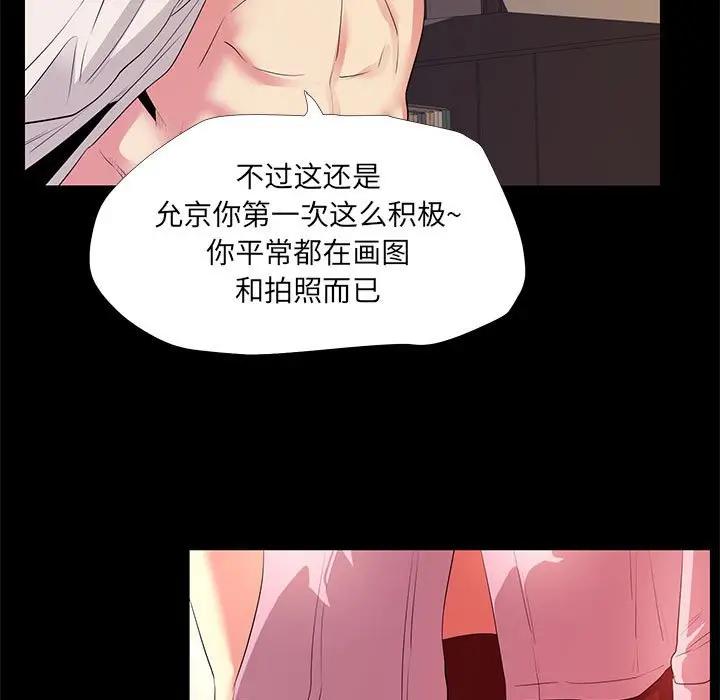 不过这还是
允京你第一次这么积极~
你平常都在画图
和拍照而已